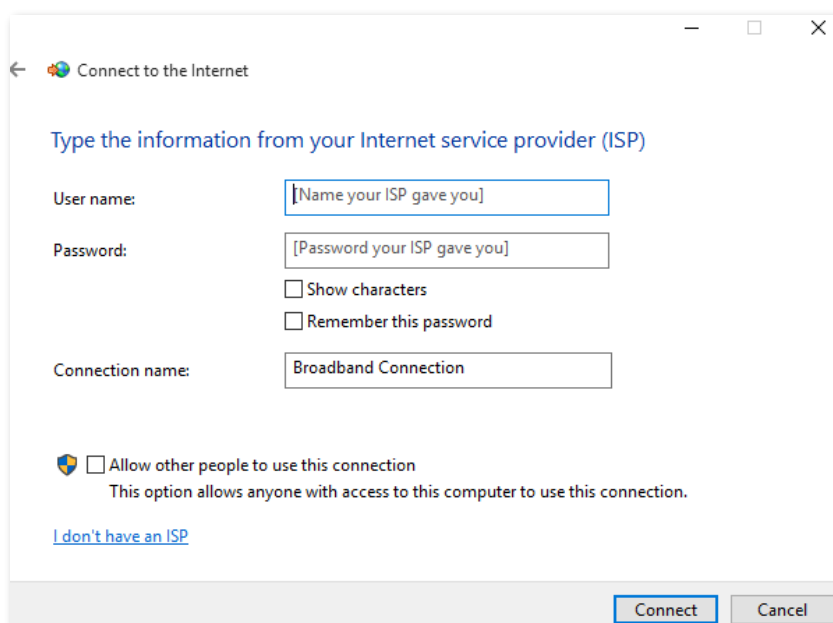 Connect to the Internet
Type the information from your Internet service provider (ISP)
User name:
[Name your ISP gave you]
Password:
[Password your ISP gave you]
Show characters
Remember this password
Connection name:
Broadband Connection
Allow other people to use this connection
This option allows anyone with access to this computer to use this connection.
I don't have an ISP
Connect
Cancel